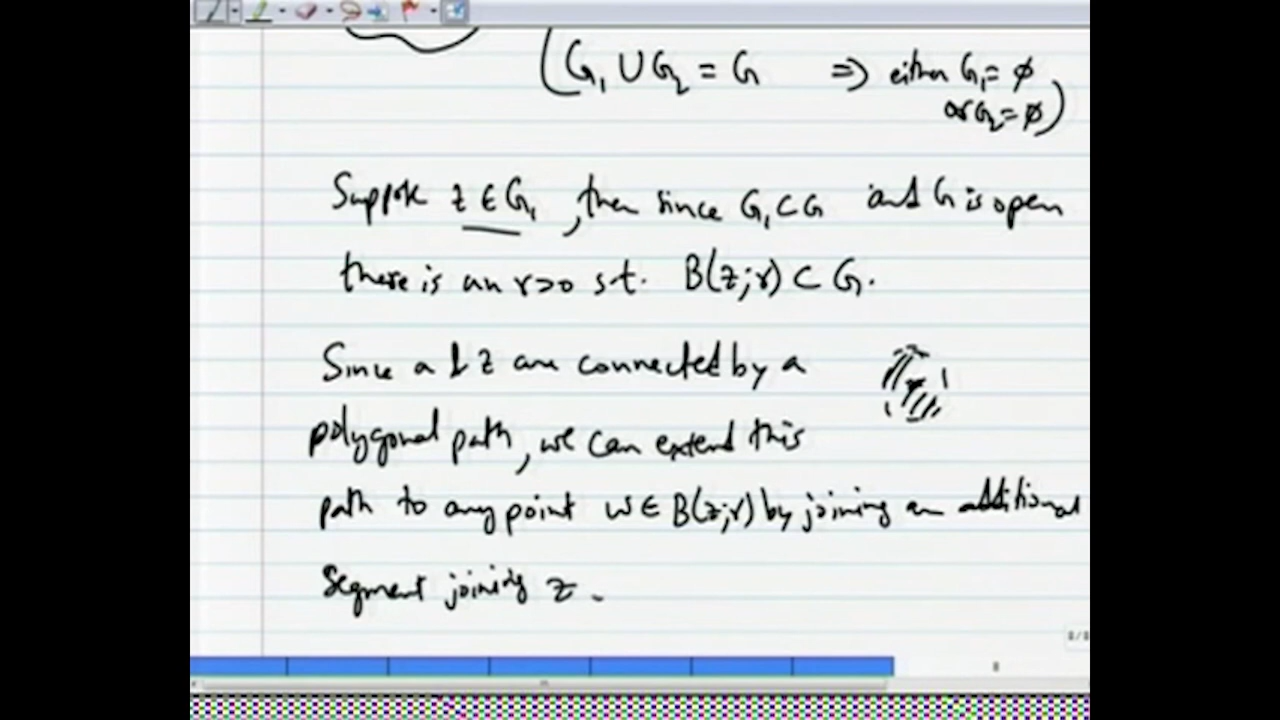 (G₁ ∪ G₂ = G ⇒ either G₁ = ∅
or G₂ = ∅)
Suppose z ∈ G₁, then since G₁ ⊂ G and G is open
there is an r>0 s.t. B(z;r) ⊂ G.
Since a & z are connected by a
polygonal path, we can extend this
path to any point w ∈ B(z;r) by joining an additional
segment joining z.